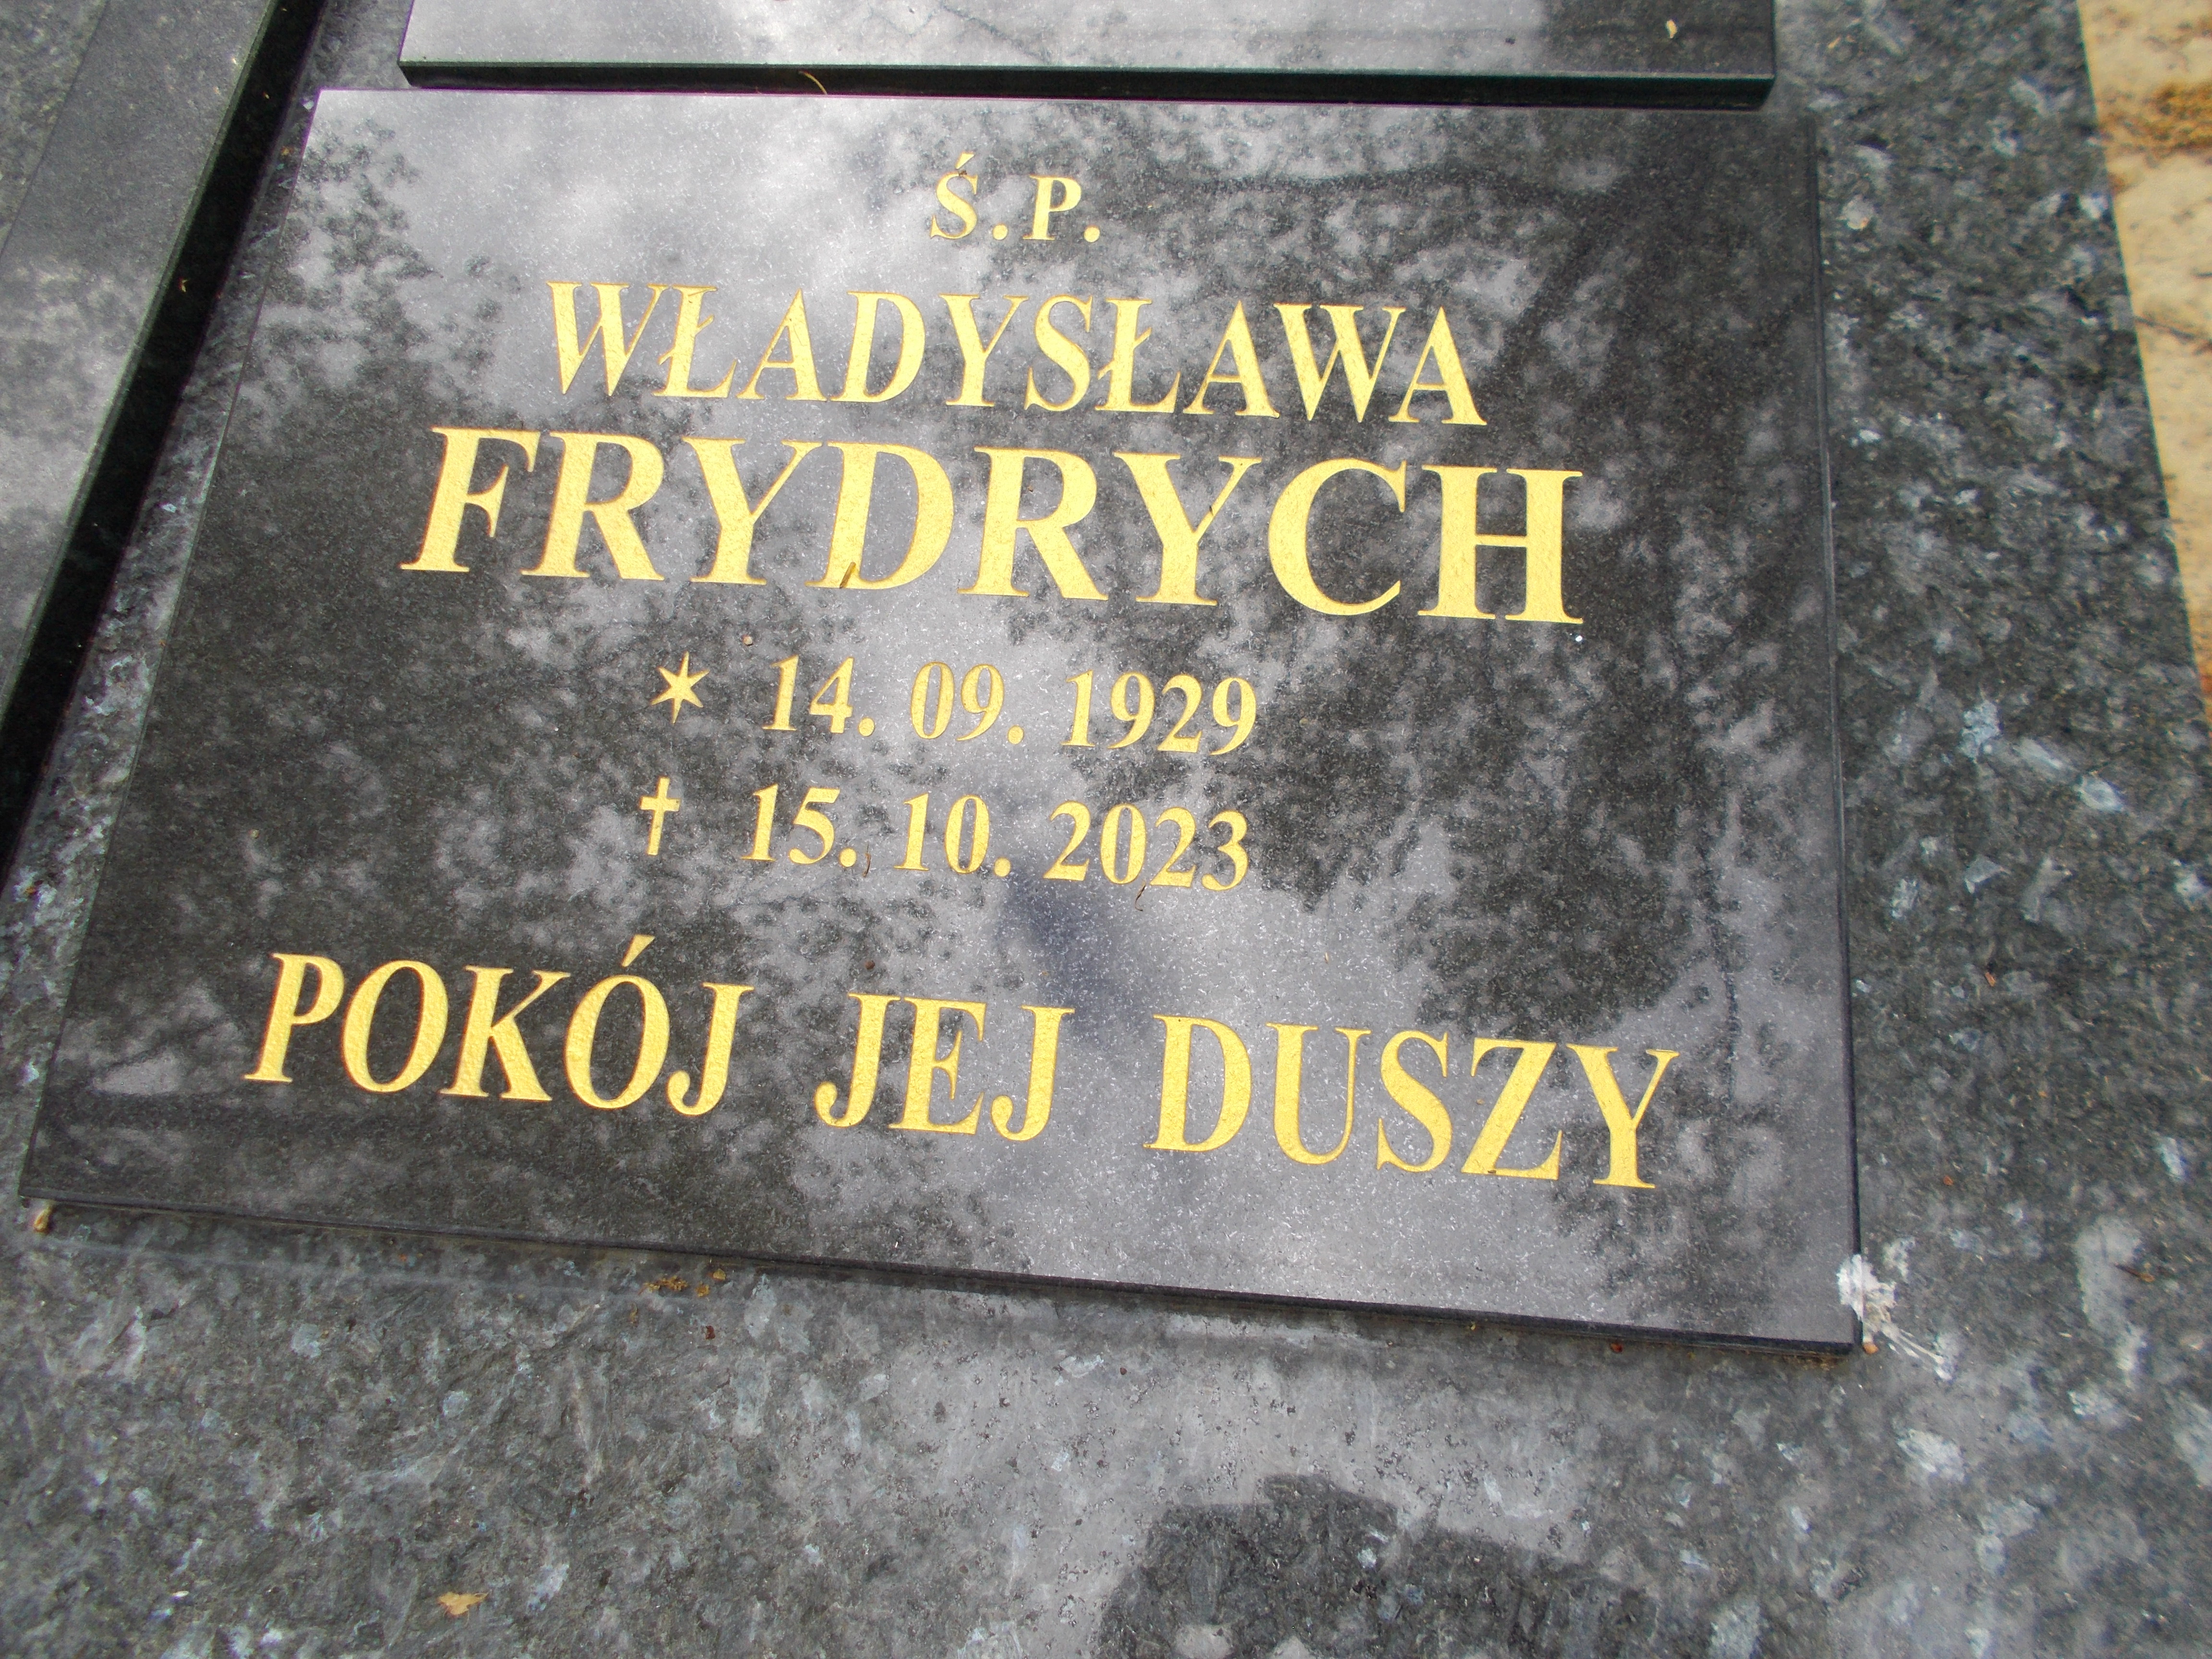 Ś.P.
WŁADYSŁAWA
FRYDRYCH
✶ 14. 09. 1929
† 15. 10. 2023
POKÓJ JEJ DUSZY